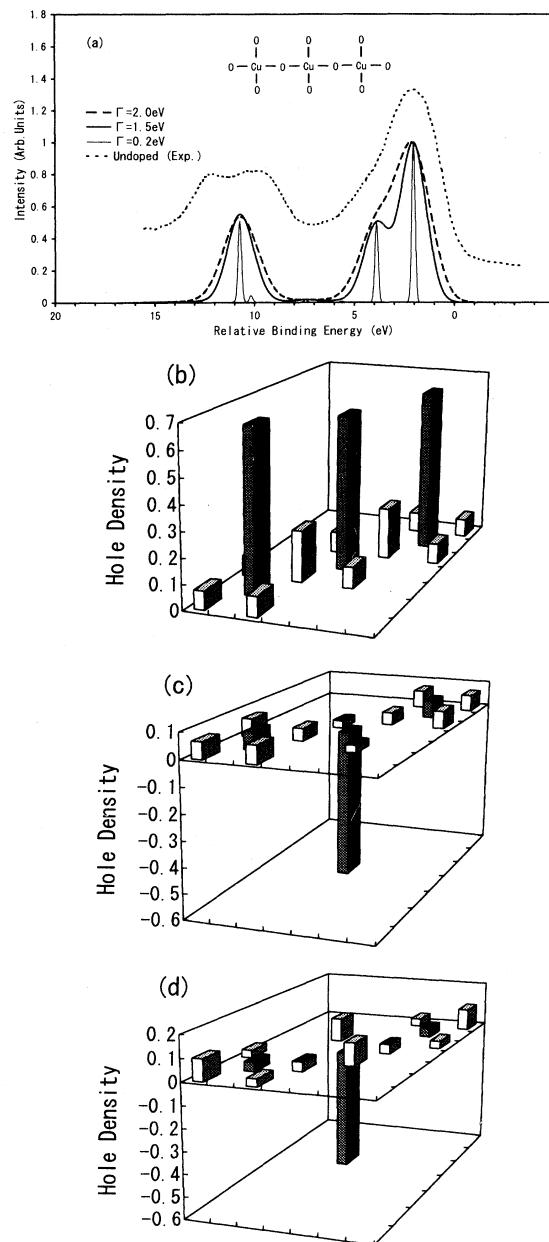 1.8
(a)
1.6
1.4
1.2
1
0.8
0.6
0.4
0.2
0
Intensity (Arb.Units)
O O O
O – Cu – O – Cu – O – Cu – O
O O O
Γ=2.0eV
Γ=1.5eV
Γ=0.2eV
Undoped (Exp.)
20 15 10 5 0
Relative Binding Energy (eV)
(b)
0.7
0.6
0.5
0.4
0.3
0.2
0.1
0
Hole Density
(c)
0.1
0
-0.1
-0.2
-0.3
-0.4
-0.5
-0.6
Hole Density
(d)
0.2
0.1
0
-0.1
-0.2
-0.3
-0.4
-0.5
-0.6
Hole Density